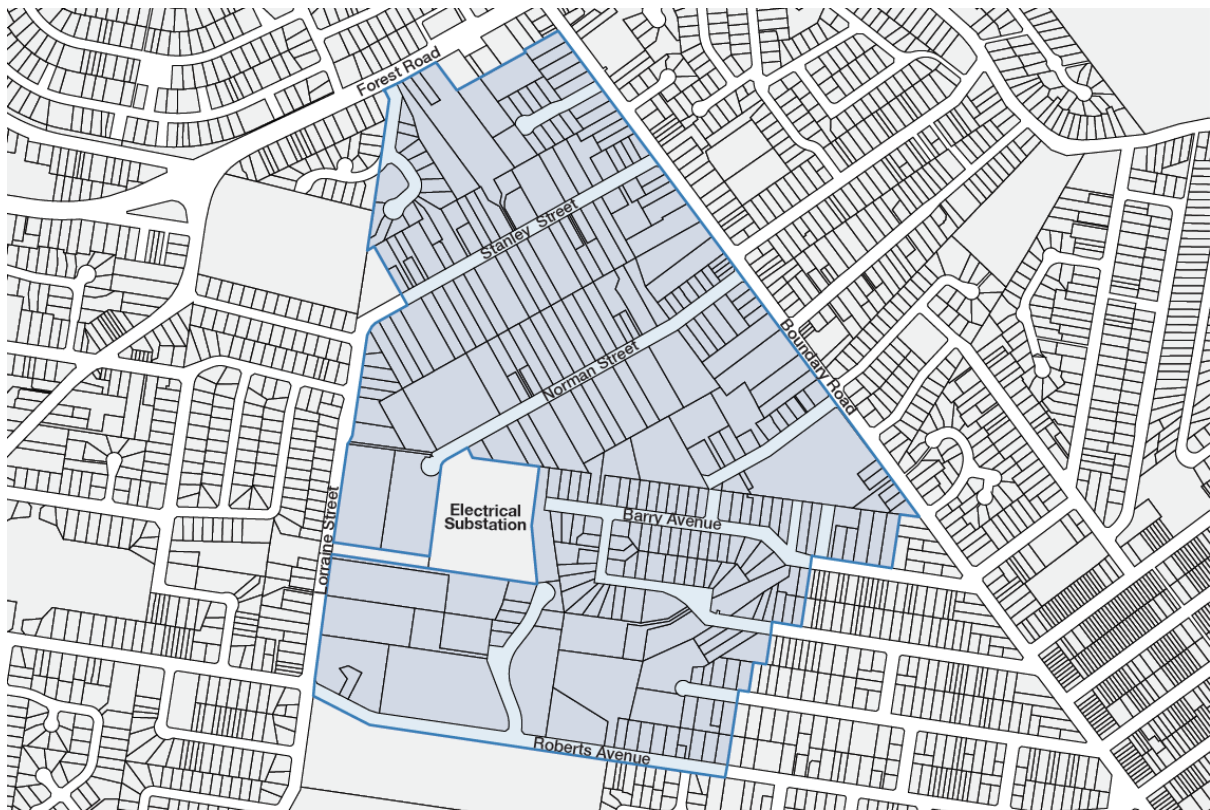 Forest Road
Stanley Street
Boundary Road
Norman Street
Lorraine Street
Electrical
Substation
Barry Avenue
Roberts Avenue